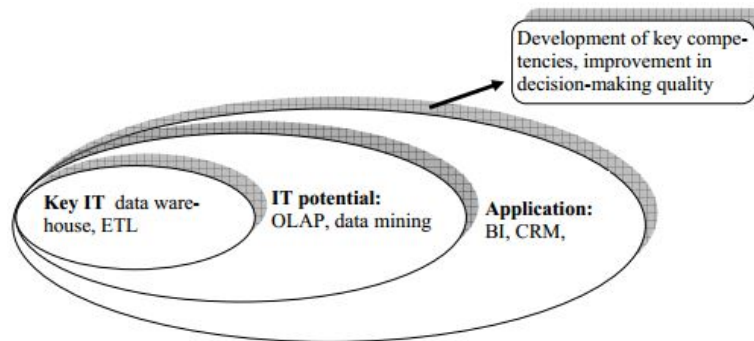 Development of key compe-
tencies, improvement in
decision-making quality
Key IT data ware-
house, ETL
IT potential:
OLAP, data mining
Application:
BI, CRM,